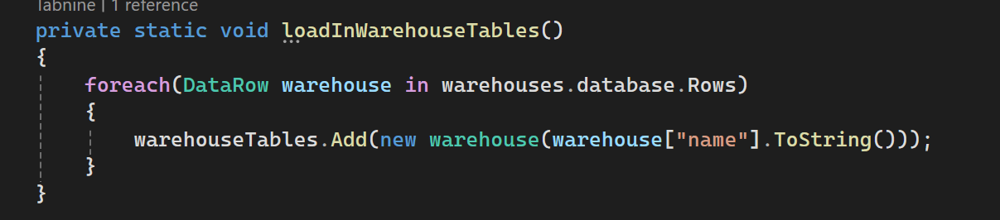 labnine | 1 reference
private static void loadInWarehouseTables()
{
foreach(DataRow warehouse in warehouses.database.Rows)
{
warehouseTables.Add(new warehouse(warehouse["name"].ToString()));
}
}